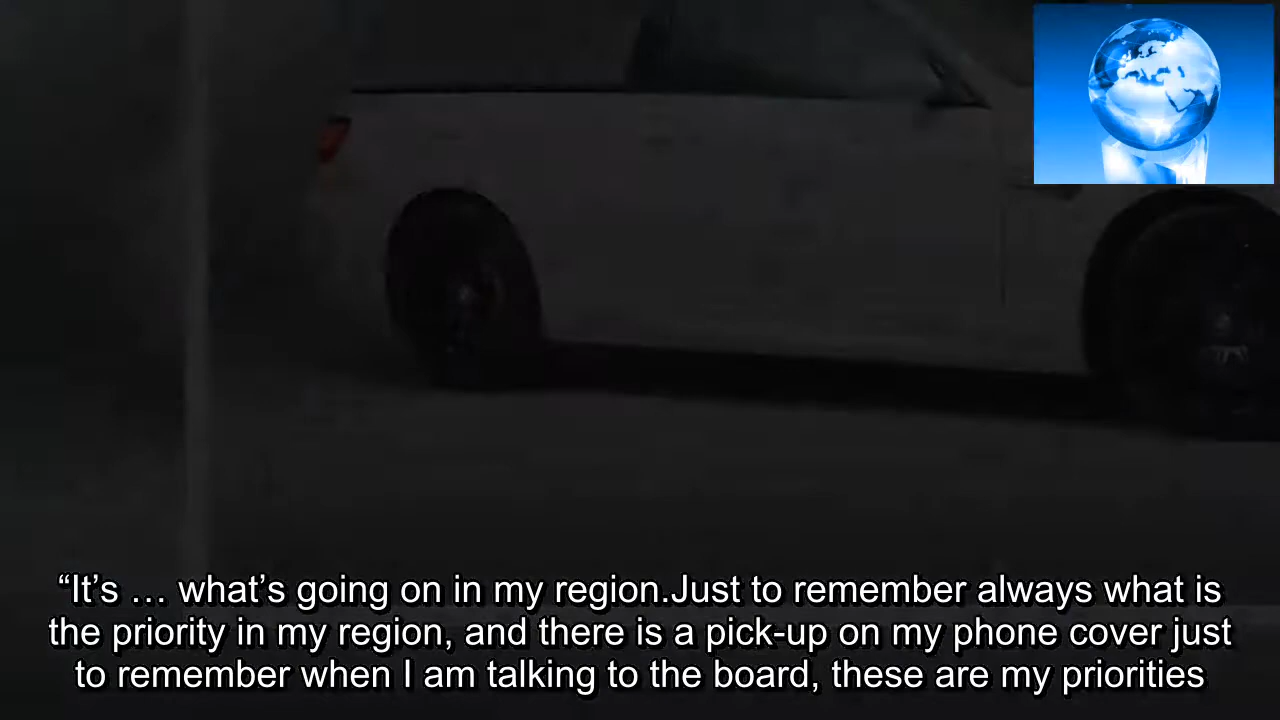 “It’s … what’s going on in my region.Just to remember always what is
the priority in my region, and there is a pick-up on my phone cover just
to remember when I am talking to the board, these are my priorities